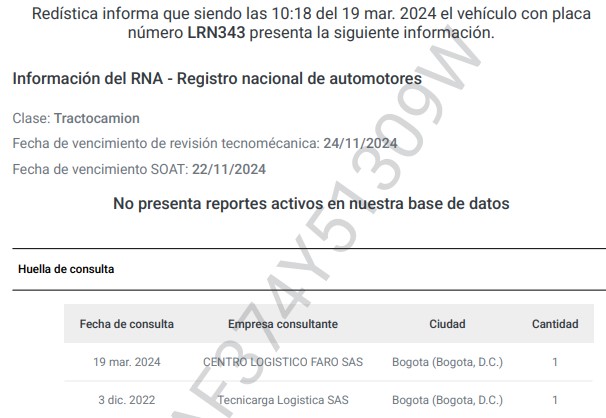 Redística informa que siendo las 10:18 del 19 mar. 2024 el vehículo con placa
número LRN343 presenta la siguiente información.
Información del RNA - Registro nacional de automotores
Clase: Tractocamion
Fecha de vencimiento de revisión tecnomécanica: 24/11/2024
Fecha de vencimiento SOAT: 22/11/2024
No presenta reportes activos en nuestra base de datos
Huella de consulta
Fecha de consulta Empresa consultante Ciudad Cantidad
19 mar. 2024 CENTRO LOGISTICO FARO SAS Bogota (Bogota, D.C.) 1
3 dic. 2022 Tecnicarga Logistica SAS Bogota (Bogota, D.C.) 1
AF374Y51309W